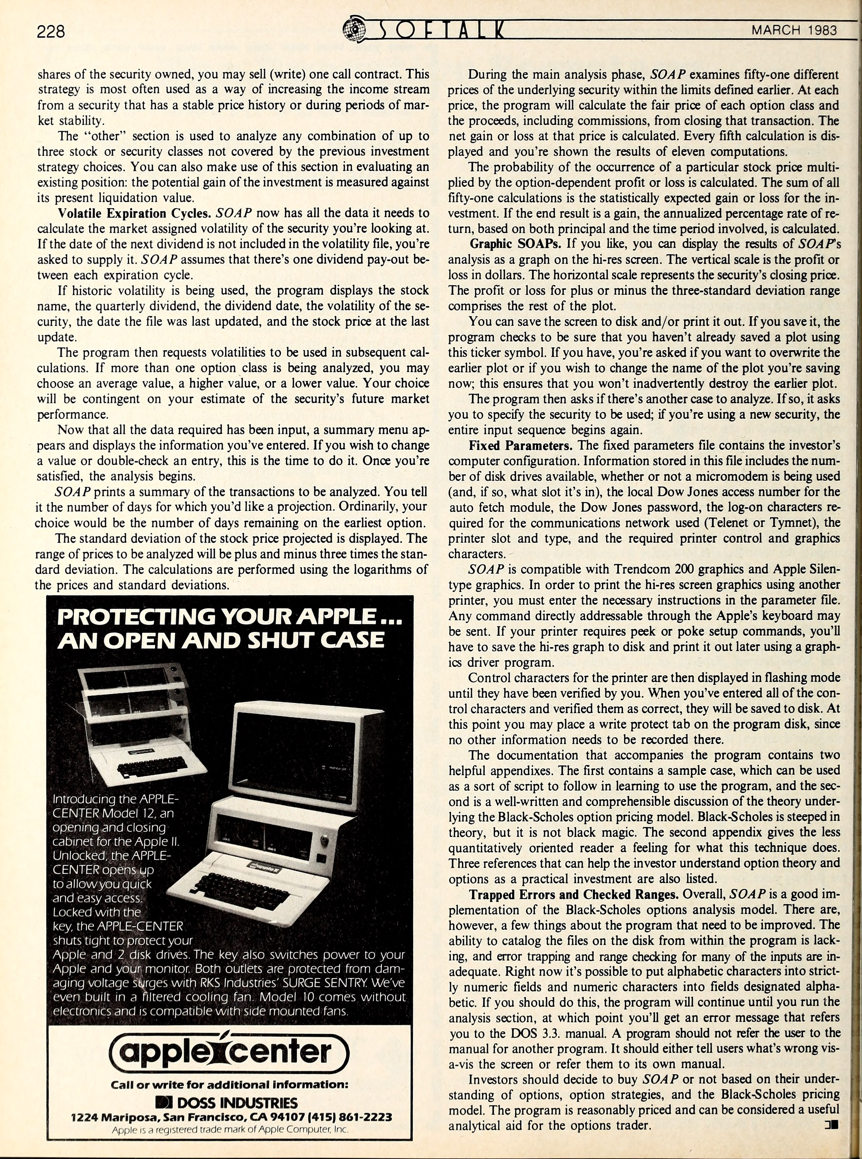 228
SOFTALK
MARCH 1983
shares of the security owned, you may sell (write) one call contract. This
strategy is most often used as a way of increasing the income stream
from a security that has a stable price history or during periods of mar-
ket stability.
The "other" section is used to analyze any combination of up to
three stock or security classes not covered by the previous investment
strategy choices. You can also make use of this section in evaluating an
existing position: the potential gain of the investment is measured against
its present liquidation value.
Volatile Expiration Cycles. SOAP now has all the data it needs to
calculate the market assigned volatility of the security you're looking at.
If the date of the next dividend is not included in the volatility file, you're
asked to supply it. SOAP assumes that there's one dividend pay-out be-
tween each expiration cycle.
If historic volatility is being used, the program displays the stock
name, the quarterly dividend, the dividend date, the volatility of the se-
curity, the date the file was last updated, and the stock price at the last
update.
The program then requests volatilities to be used in subsequent cal-
culations. If more than one option class is being analyzed, you may
choose an average value, a higher value, or a lower value. Your choice
will be contingent on your estimate of the security's future market
performance.
Now that all the data required has been input, a summary menu ap-
pears and displays the information you've entered. If you wish to change
a value or double-check an entry, this is the time to do it. Once you're
satisfied, the analysis begins.
SOAP prints a summary of the transactions to be analyzed. You tell
it the number of days for which you'd like a projection. Ordinarily, your
choice would be the number of days remaining on the earliest option.
The standard deviation of the stock price projected is displayed. The
range of prices to be analyzed will be plus and minus three times the stan-
dard deviation. The calculations are performed using the logarithms of
the prices and standard deviations.
PROTECTING YOUR APPLE...
AN OPEN AND SHUT CASE
Introducing the APPLE-
CENTER Model 12, an
opening and closing
cabinet for the Apple II.
Unlocked, the APPLE-
CENTER opens up
to allow you quick
and easy access.
Locked with the
key, the APPLE-CENTER
shuts tight to protect your
Apple and 2 disk drives. The key also switches power to your
Apple and your monitor. Both outlets are protected from dam-
aging voltage surges with RKS Industries' SURGE SENTRY. We've
even built in a filtered cooling fan. Model 10 comes without
electronics and is compatible with side mounted fans.
apple center
Call or write for additional information:
DOSS INDUSTRIES
1224 Mariposa, San Francisco, CA 94107 (415) 861-2223
Apple is a registered trade mark of Apple Computer, Inc.
During the main analysis phase, SOAP examines fifty-one different
prices of the underlying security within the limits defined earlier. At each
price, the program will calculate the fair price of each option class and
the proceeds, including commissions, from closing that transaction. The
net gain or loss at that price is calculated. Every fifth calculation is dis-
played and you're shown the results of eleven computations.
The probability of the occurrence of a particular stock price multi-
plied by the option-dependent profit or loss is calculated. The sum of all
fifty-one calculations is the statistically expected gain or loss for the in-
vestment. If the end result is a gain, the annualized percentage rate of re-
turn, based on both principal and the time period involved, is calculated.
Graphic SOAPs. If you like, you can display the results of SOAP's
analysis as a graph on the hi-res screen. The vertical scale is the profit or
loss in dollars. The horizontal scale represents the security's closing price.
The profit or loss for plus or minus the three-standard deviation range
comprises the rest of the plot.
You can save the screen to disk and/or print it out. If you save it, the
program checks to be sure that you haven't already saved a plot using
this ticker symbol. If you have, you're asked if you want to overwrite the
earlier plot or if you wish to change the name of the plot you're saving
now; this ensures that you won't inadvertently destroy the earlier plot.
The program then asks if there's another case to analyze. If so, it asks
you to specify the security to be used; if you're using a new security, the
entire input sequence begins again.
Fixed Parameters. The fixed parameters file contains the investor's
computer configuration. Information stored in this file includes the num-
ber of disk drives available, whether or not a micromodem is being used
(and, if so, what slot it's in), the local Dow Jones access number for the
auto fetch module, the Dow Jones password, the log-on characters re-
quired for the communications network used (Telenet or Tymnet), the
printer slot and type, and the required printer control and graphics
characters.
SOAP is compatible with Trendcom 200 graphics and Apple Silen-
type graphics. In order to print the hi-res screen graphics using another
printer, you must enter the necessary instructions in the parameter file.
Any command directly addressable through the Apple's keyboard may
be sent. If your printer requires peek or poke setup commands, you'll
have to save the hi-res graph to disk and print it out later using a graph-
ics driver program.
Control characters for the printer are then displayed in flashing mode
until they have been verified by you. When you've entered all of the con-
trol characters and verified them as correct, they will be saved to disk. At
this point you may place a write protect tab on the program disk, since
no other information needs to be recorded there.
The documentation that accompanies the program contains two
helpful appendixes. The first contains a sample case, which can be used
as a sort of script to follow in learning to use the program, and the sec-
ond is a well-written and comprehensible discussion of the theory under-
lying the Black-Scholes option pricing model. Black-Scholes is steeped in
theory, but it is not black magic. The second appendix gives the less
quantitatively oriented reader a feeling for what this technique does.
Three references that can help the investor understand option theory and
options as a practical investment are also listed.
Trapped Errors and Checked Ranges. Overall, SOAP is a good im-
plementation of the Black-Scholes options analysis model. There are,
however, a few things about the program that need to be improved. The
ability to catalog the files on the disk from within the program is lack-
ing, and error trapping and range checking for many of the inputs are in-
adequate. Right now it's possible to put alphabetic characters into strict-
ly numeric fields and numeric characters into fields designated alpha-
betic. If you should do this, the program will continue until you run the
analysis section, at which point you'll get an error message that refers
you to the DOS 3.3. manual. A program should not refer the user to the
manual for another program. It should either tell users what's wrong vis-
a-vis the screen or refer them to its own manual.
Investors should decide to buy SOAP or not based on their under-
standing of options, option strategies, and the Black-Scholes pricing
model. The program is reasonably priced and can be considered a useful
analytical aid for the options trader.